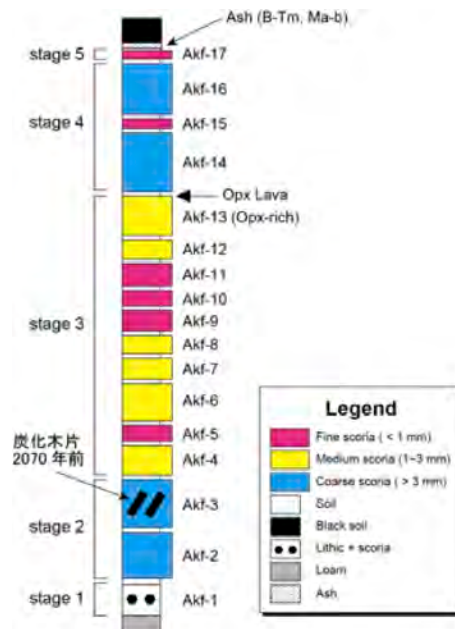 Ash (B-Tm, Ma-b)
stage 5
Akf-17
Akf-16
Akf-15
stage 4
Akf-14
Opx Lava
Akf-13 (Opx-rich)
Akf-12
Akf-11
Akf-10
stage 3
Akf-9
Akf-8
Akf-7
Akf-6
Akf-5
炭化木片
2070 年前
Akf-4
Akf-3
stage 2
Akf-2
stage 1
Akf-1
Legend
Fine scoria ( < 1 mm)
Medium scoria (1~3 mm)
Coarse scoria ( > 3 mm)
Soil
Black soil
Lithic + scoria
Loam
Ash